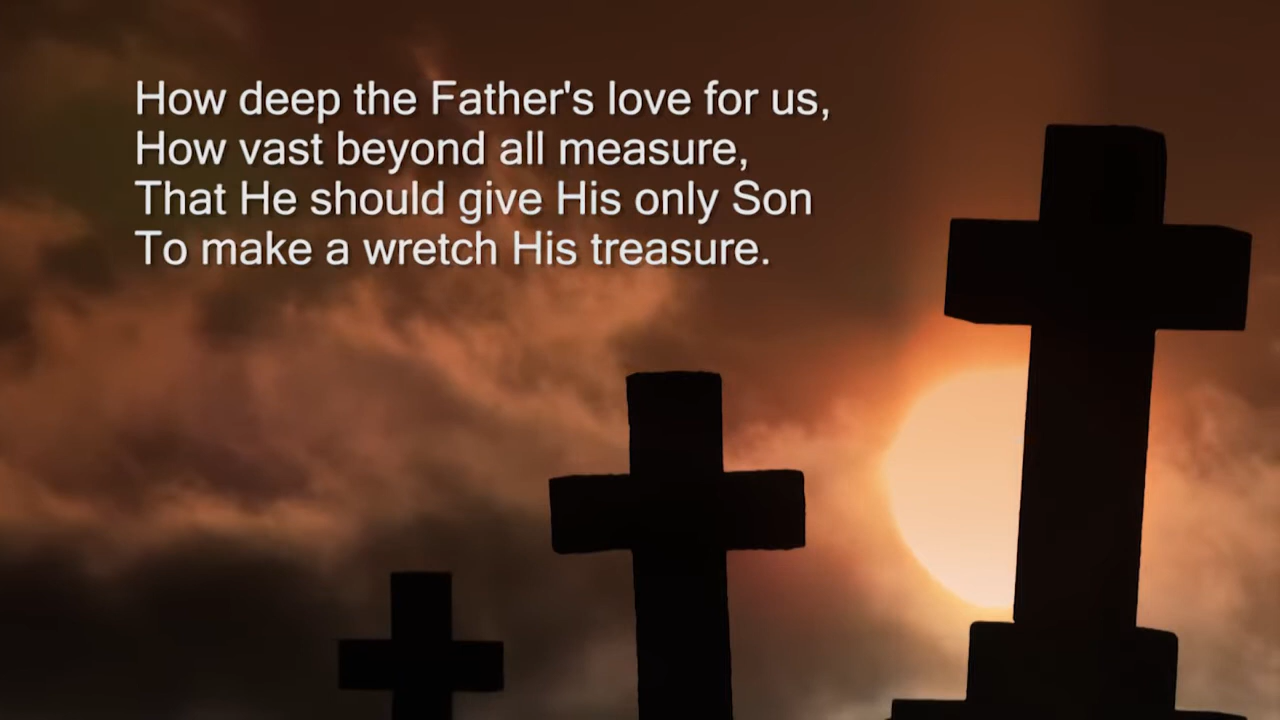 How deep the Father's love for us,
How vast beyond all measure,
That He should give His only Son
To make a wretch His treasure.